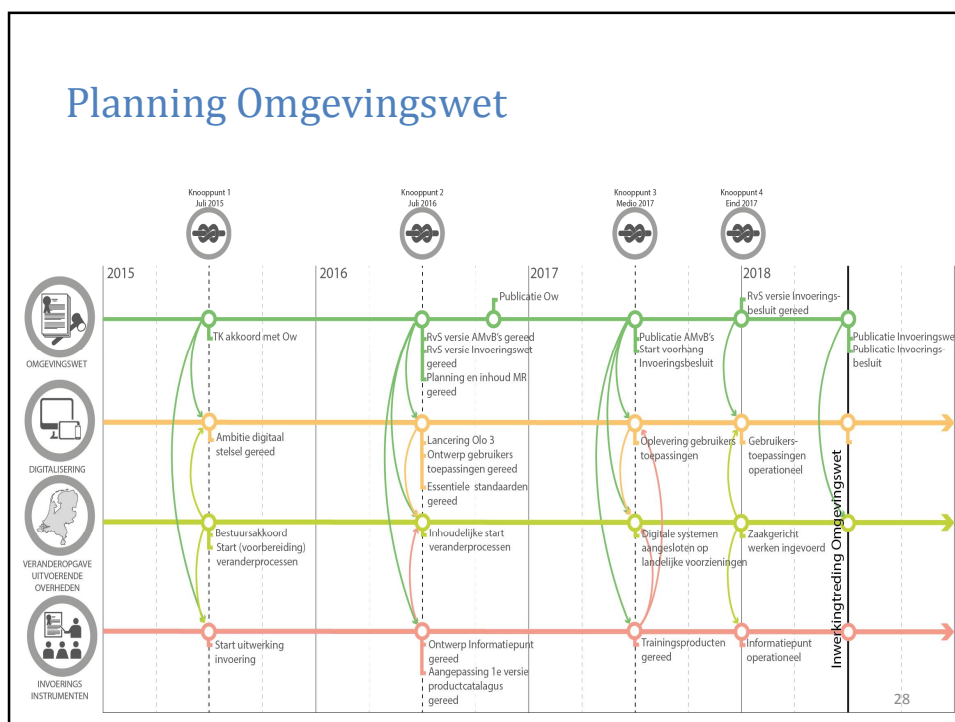 Planning Omgevingswet
Knooppunt 1
Juli 2015
Knooppunt 2
Juli 2016
Knooppunt 3
Medio 2017
Knooppunt 4
Eind 2017
2015
2016
2017
2018
OMGEVINGSWET
TK akkoord met Ow
RvS versie AMvB's gereed
RvS versie Invoeringswet
gereed
Planning en inhoud MR
gereed
Publicatie Ow
Publicatie AMvB's
Start voorhang
Invoeringsbesluit
RvS versie Invoerings-
besluit gereed
Publicatie Invoeringswe
Publicatie Invoerings-
besluit
DIGITALISERING
Ambitie digitaal
stelsel gereed
Lancering Olo 3
Ontwerp gebruikers
toepassingen gereed
Essentiele standaarden
gereed
Oplevering gebruikers
toepassingen
Gebruikers-
toepassingen
operationeel
VERANDEROPGAVE
UITVOERENDE
OVERHEDEN
Bestuursakkoord
Start (voorbereiding)
veranderprocessen
Inhoudelijke start
veranderprocessen
Digitale systemen
aangesloten op
landelijke voorzieningen
Zaakgericht
werken ingevoerd
Inwerkingtreding Omgevingswet
INVOERINGS
INSTRUMENTEN
Start uitwerking
invoering
Ontwerp Informatiepunt
gereed
Aangepassing 1e versie
productcatalagus
gereed
Trainingsproducten
gereed
Informatiepunt
operationeel
28